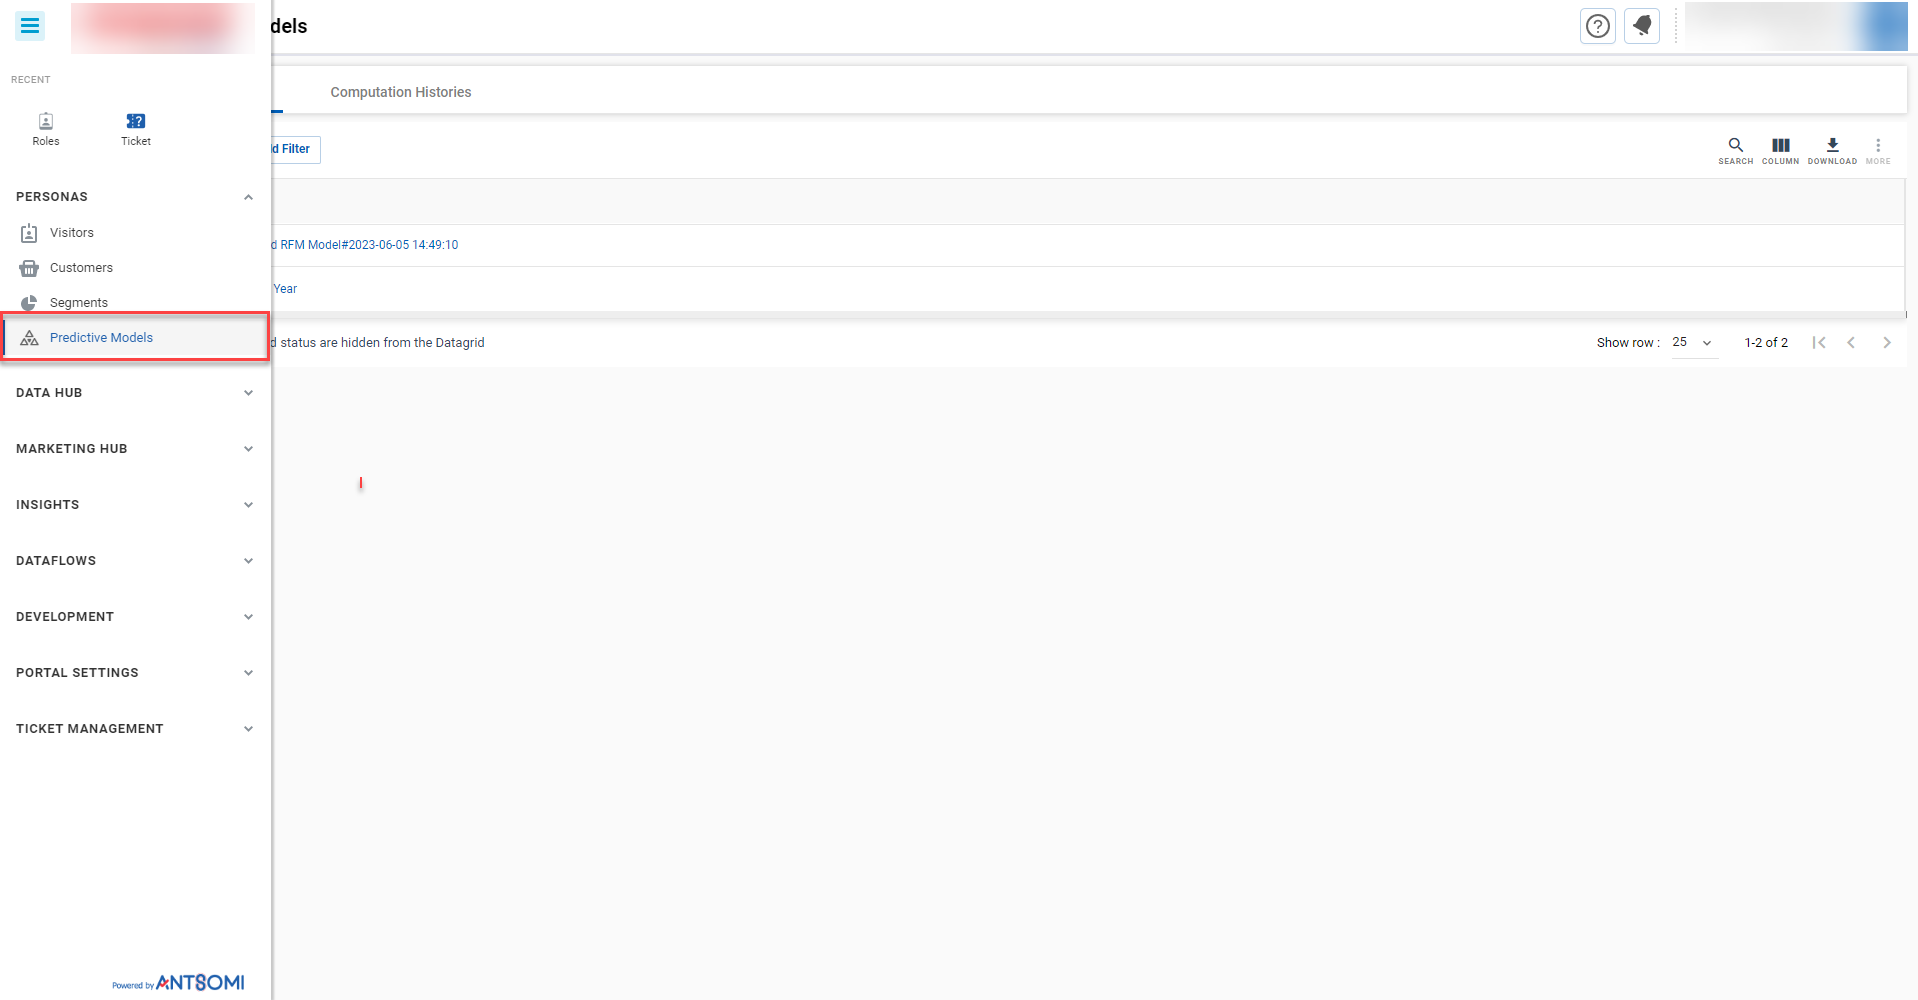 dels
RECENT
Roles
Ticket
PERSONAS
Visitors
Customers
Segments
Predictive Models
DATA HUB
MARKETING HUB
INSIGHTS
DATAFLOWS
DEVELOPMENT
PORTAL SETTINGS
TICKET MANAGEMENT
Powered by ANTSOMI
Computation Histories
d Filter
SEARCH
COLUMN
DOWNLOAD
MORE
d RFM Model#2023-06-05 14:49:10
Year
d status are hidden from the Datagrid
Show row : 25
1-2 of 2